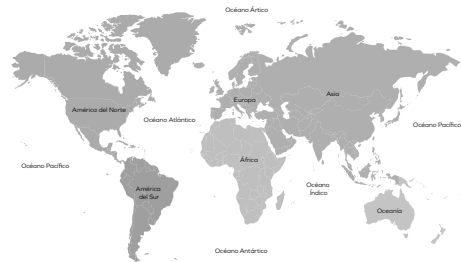 Océano Ártico
Asia
Europa
América del Norte
Océano Atlántico
Océano Pacífico
África
Océano Pacífico
Océano
Índico
América
del Sur
Oceanía
Océano Antártico